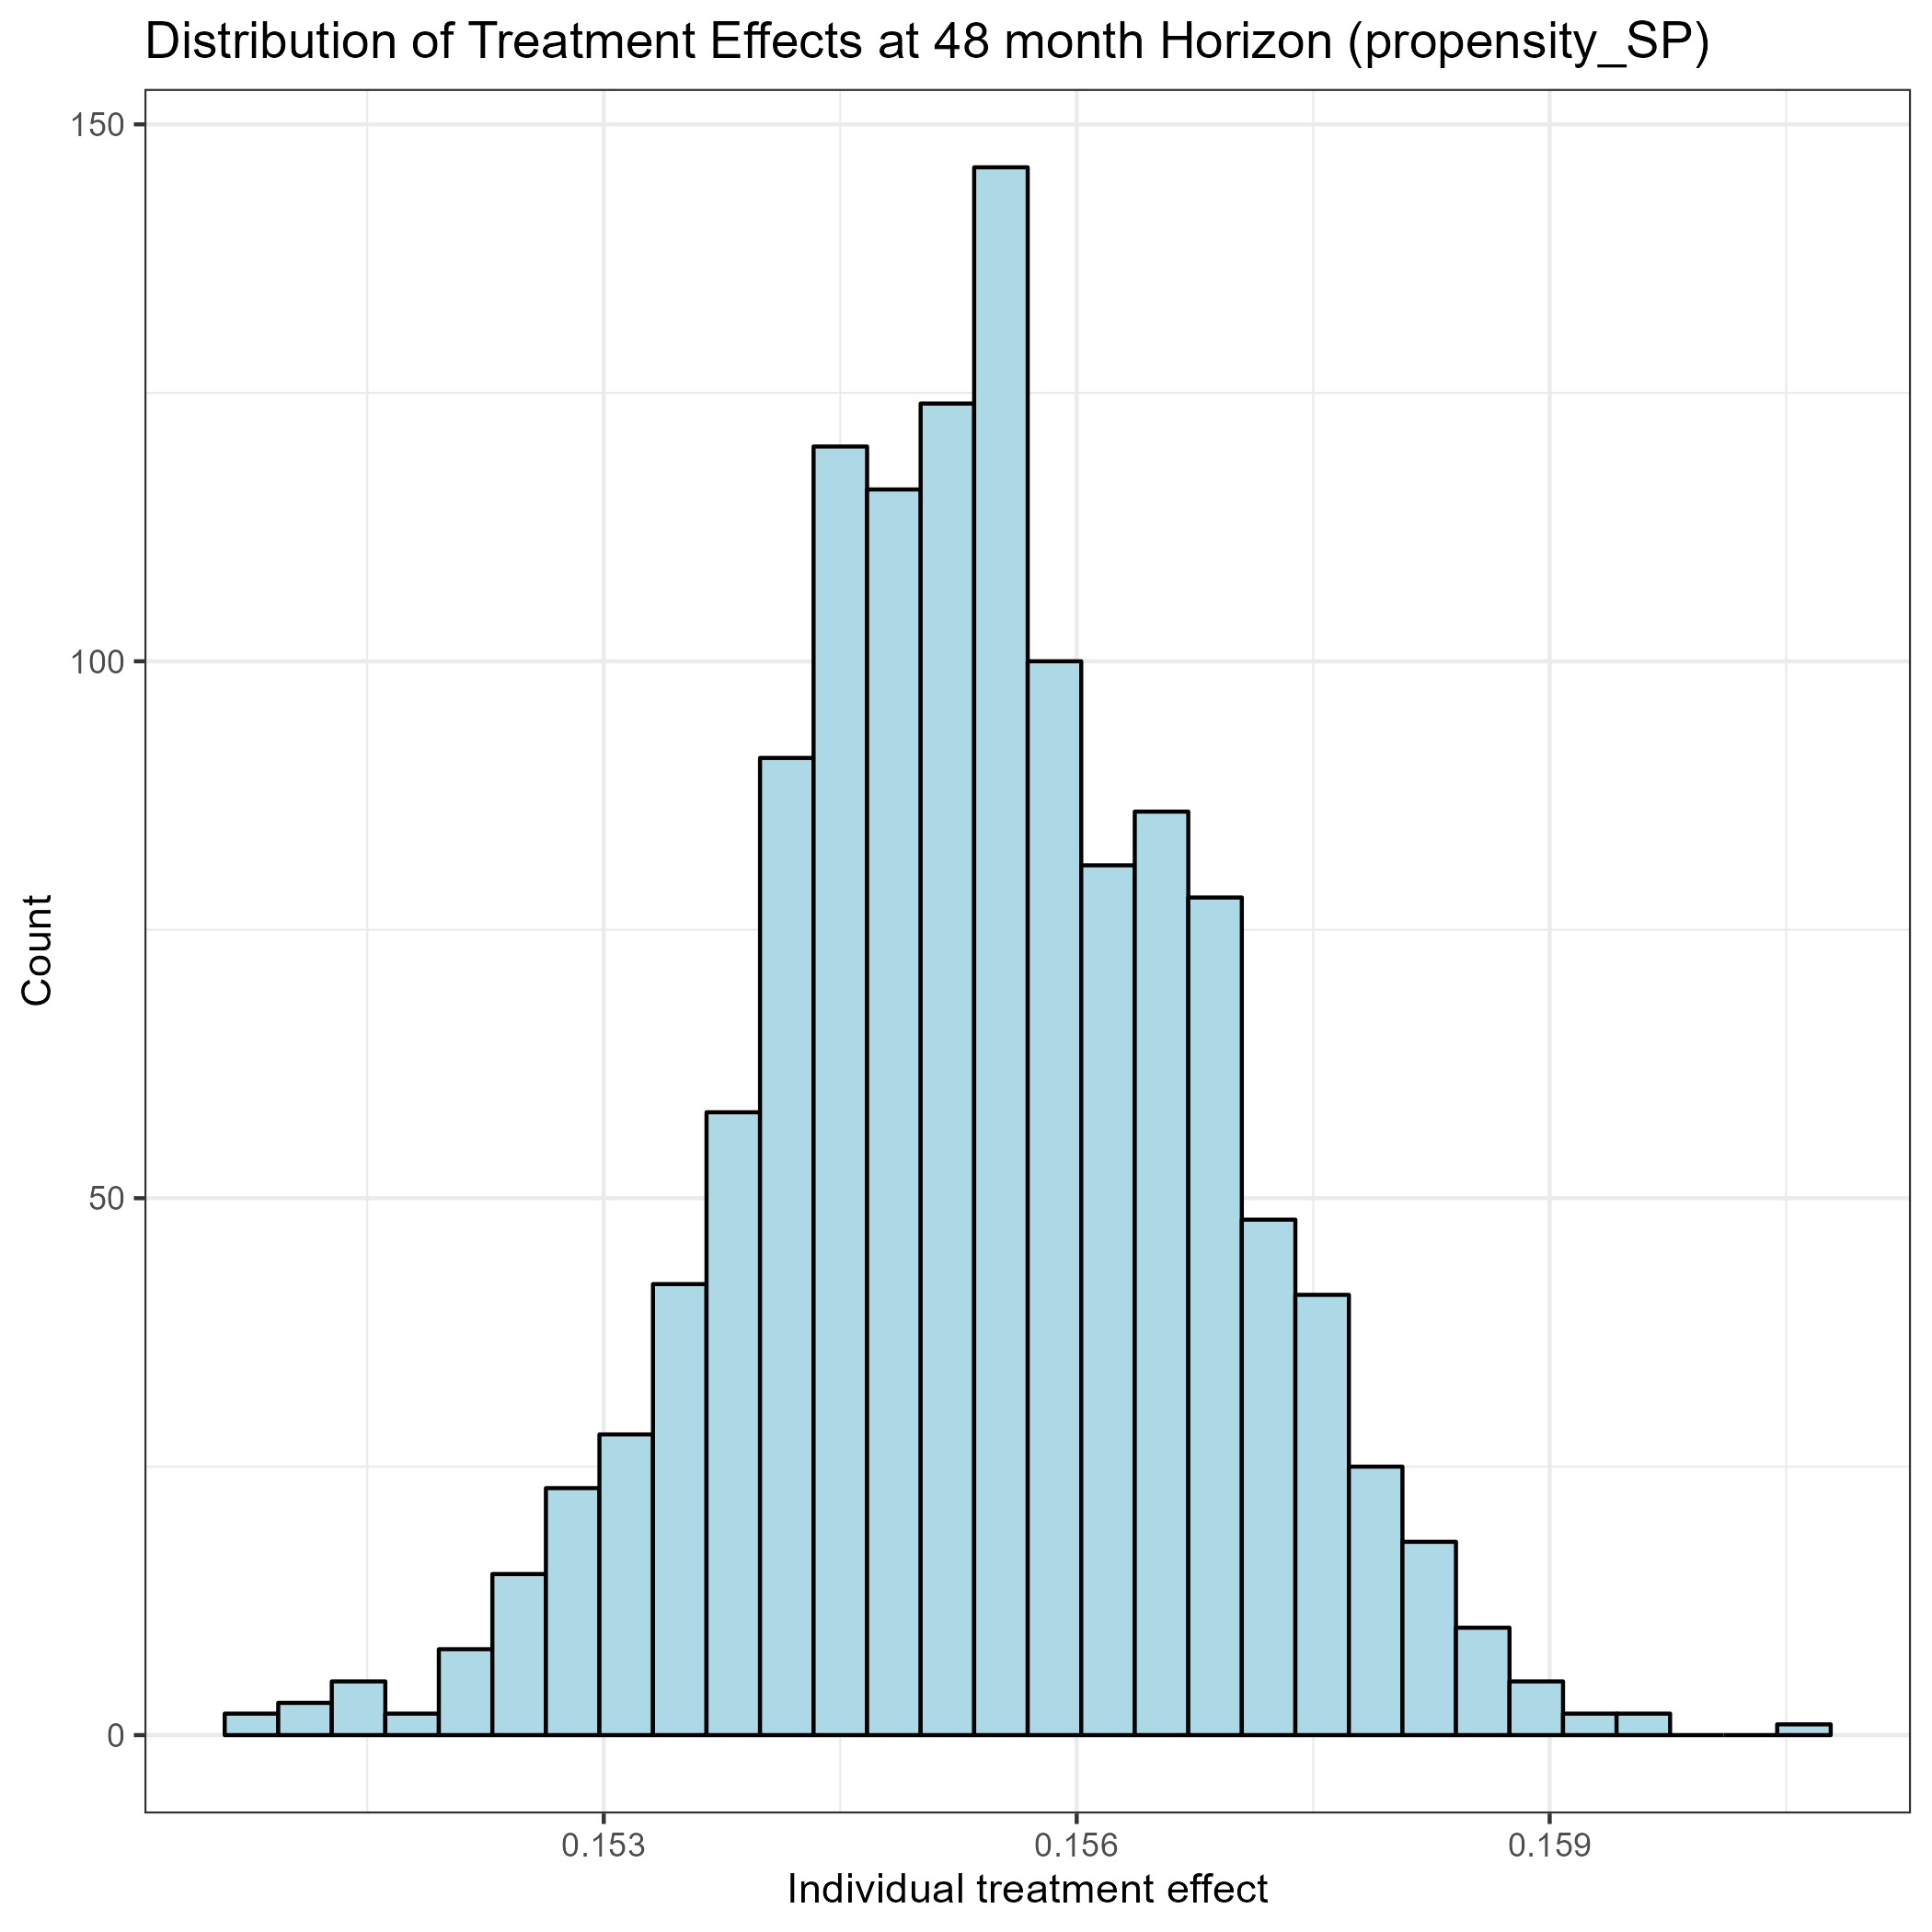 Distribution of Treatment Effects at 48 month Horizon (propensity_SP)
150
100
50
0
Count
0.153 0.156 0.159
Individual treatment effect